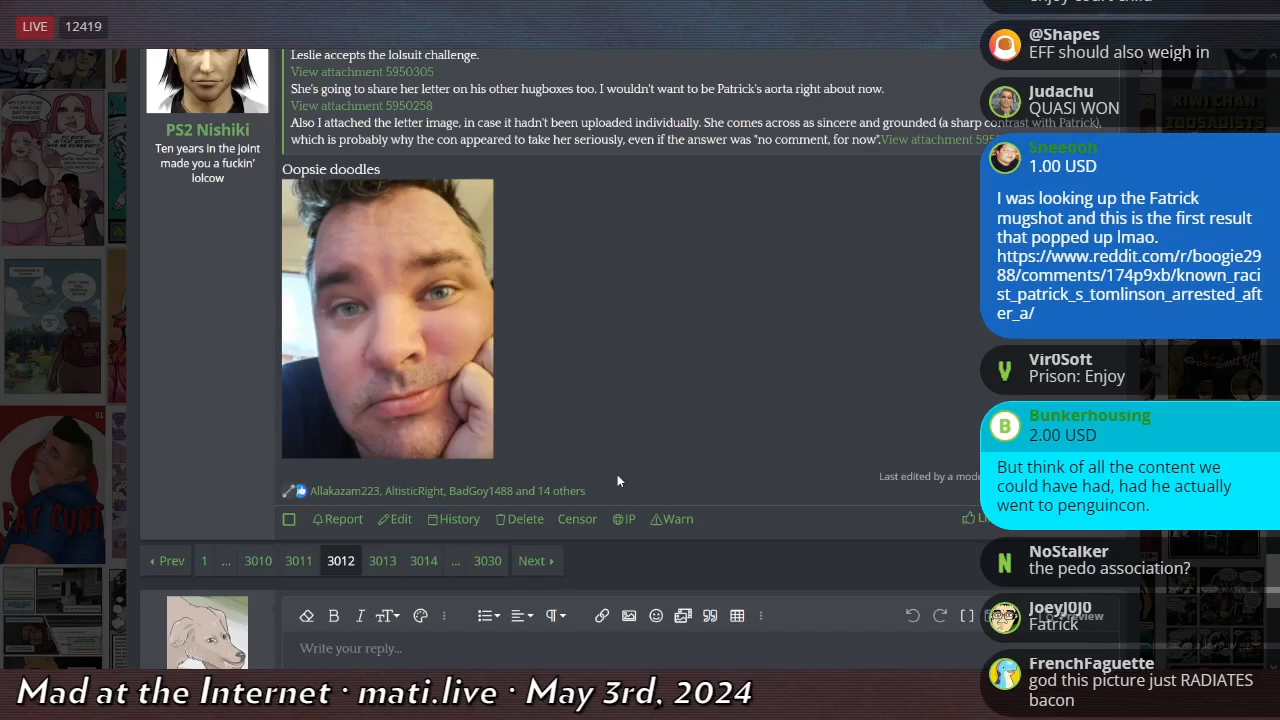 LIVE 12419
Leslie accepts the lolsuit challenge.
View attachment 5950305
She's going to share her letter on his other hugboxes too. I wouldn't want to be Patrick's aorta right about now.
View attachment 5950258
Also I attached the letter image, in case it hadn't been uploaded individually. She comes across as sincere and grounded (a sharp contrast with Patrick),
which is probably why the con appeared to take her seriously, even if the answer was "no comment, for now".View attachment
PS2 Nishiki
Ten years in the joint
made you a fuckin'
lolcow
Oopsie doodles
Last edited by a
Allakazam223, AltisticRight, BadGoy1488 and 14 others
Report Edit History Delete Censor IP Warn
Prev 1 ... 3010 3011 3012 3013 3014 ... 3030 Next
B I
Preview
Write your reply...
@Shapes
EFF should also weigh in
Judachu
QUASI WON
KIWI CHAN
ZOOSADISTS
Sneedoh
1.00 USD
I was looking up the Fatrick
mugshot and this is the first result
that popped up lmao.
https://www.reddit.com/r/boogie29
88/comments/174p9xb/known_raci
st_patrick_s_tomlinson_arrested_aft
er_a/
V
Vir0Soft
Prison: Enjoy
B
Bunkerhousing
2.00 USD
But think of all the content we
could have had, had he actually
went to penguincon.
N
NoStalker
the pedo association?
JoeyJ0J0
Fatrick
FrenchFaguette
god this picture just RADIATES
bacon
01
FAT CUNT
Mad at the Internet · mati.live · May 3rd, 2024